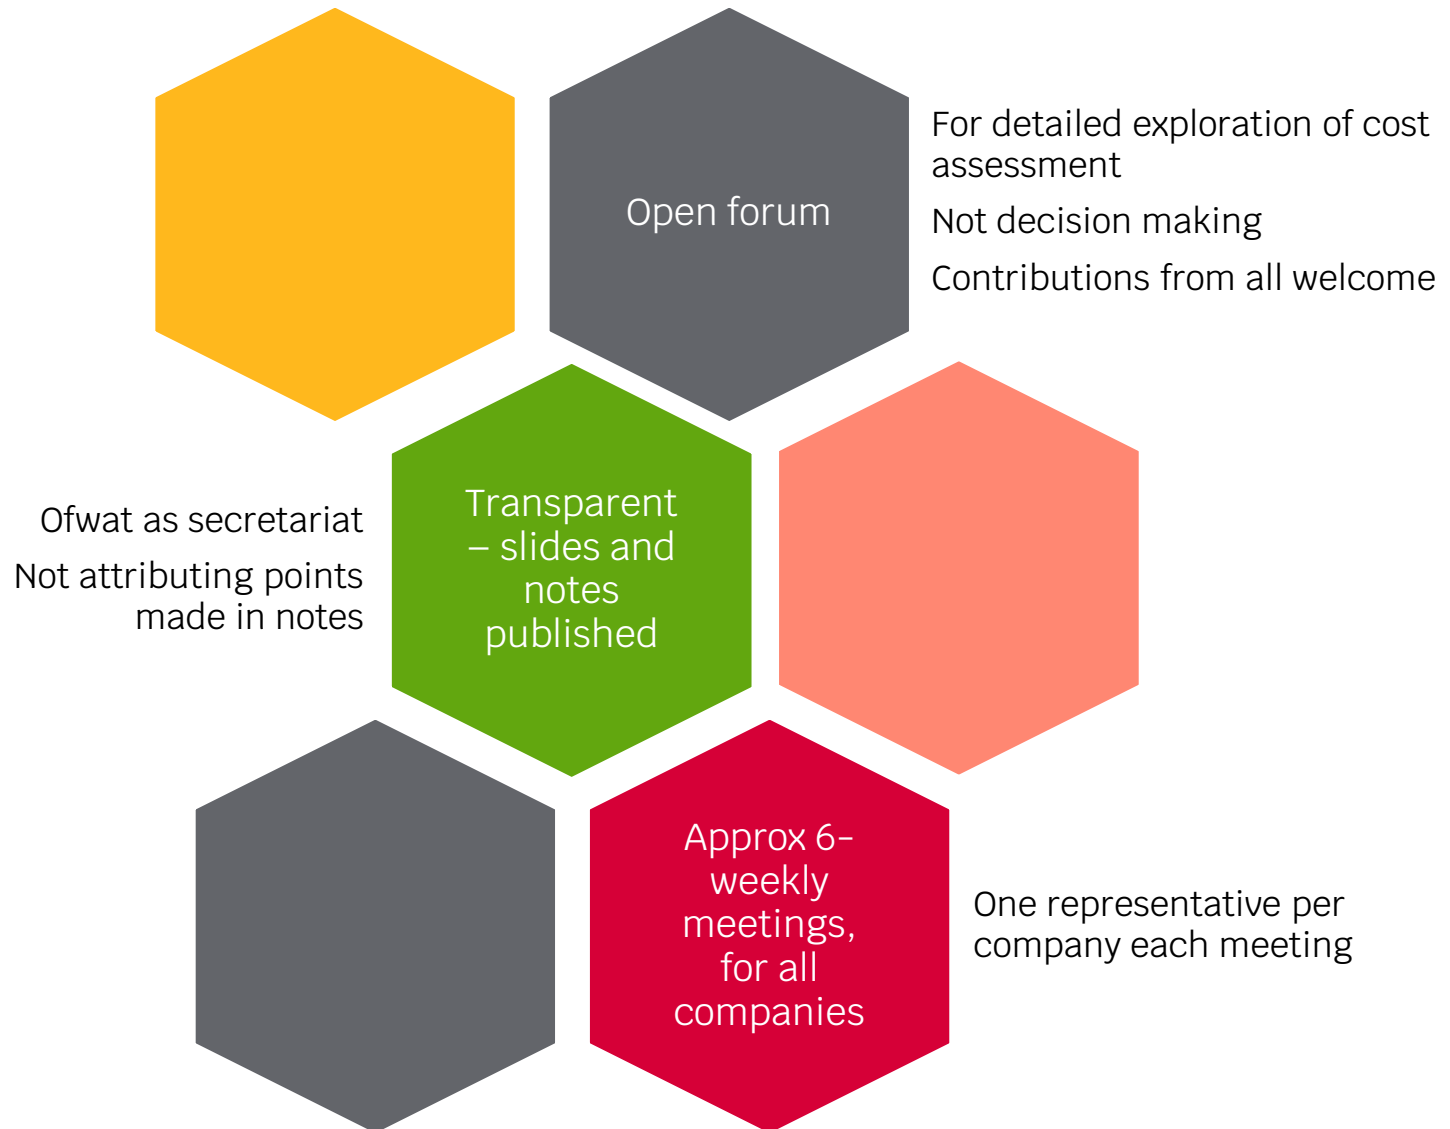 Open forum
For detailed exploration of cost
assessment
Not decision making
Contributions from all welcome
Ofwat as secretariat
Not attributing points
made in notes
Transparent
– slides and
notes
published
Approx 6-
weekly
meetings,
for all
companies
One representative per
company each meeting